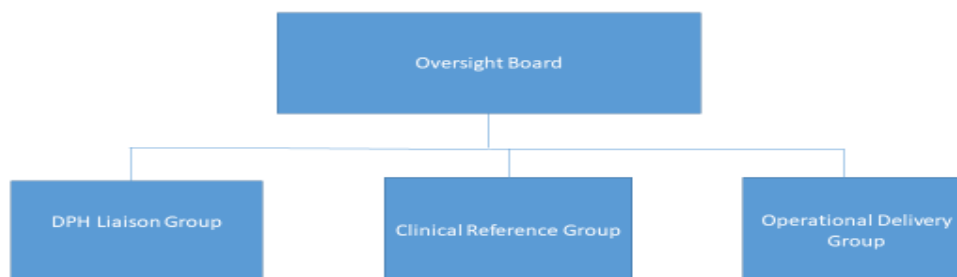 Oversight Board
DPH Liaison Group
Clinical Reference Group
Operational Delivery
Group